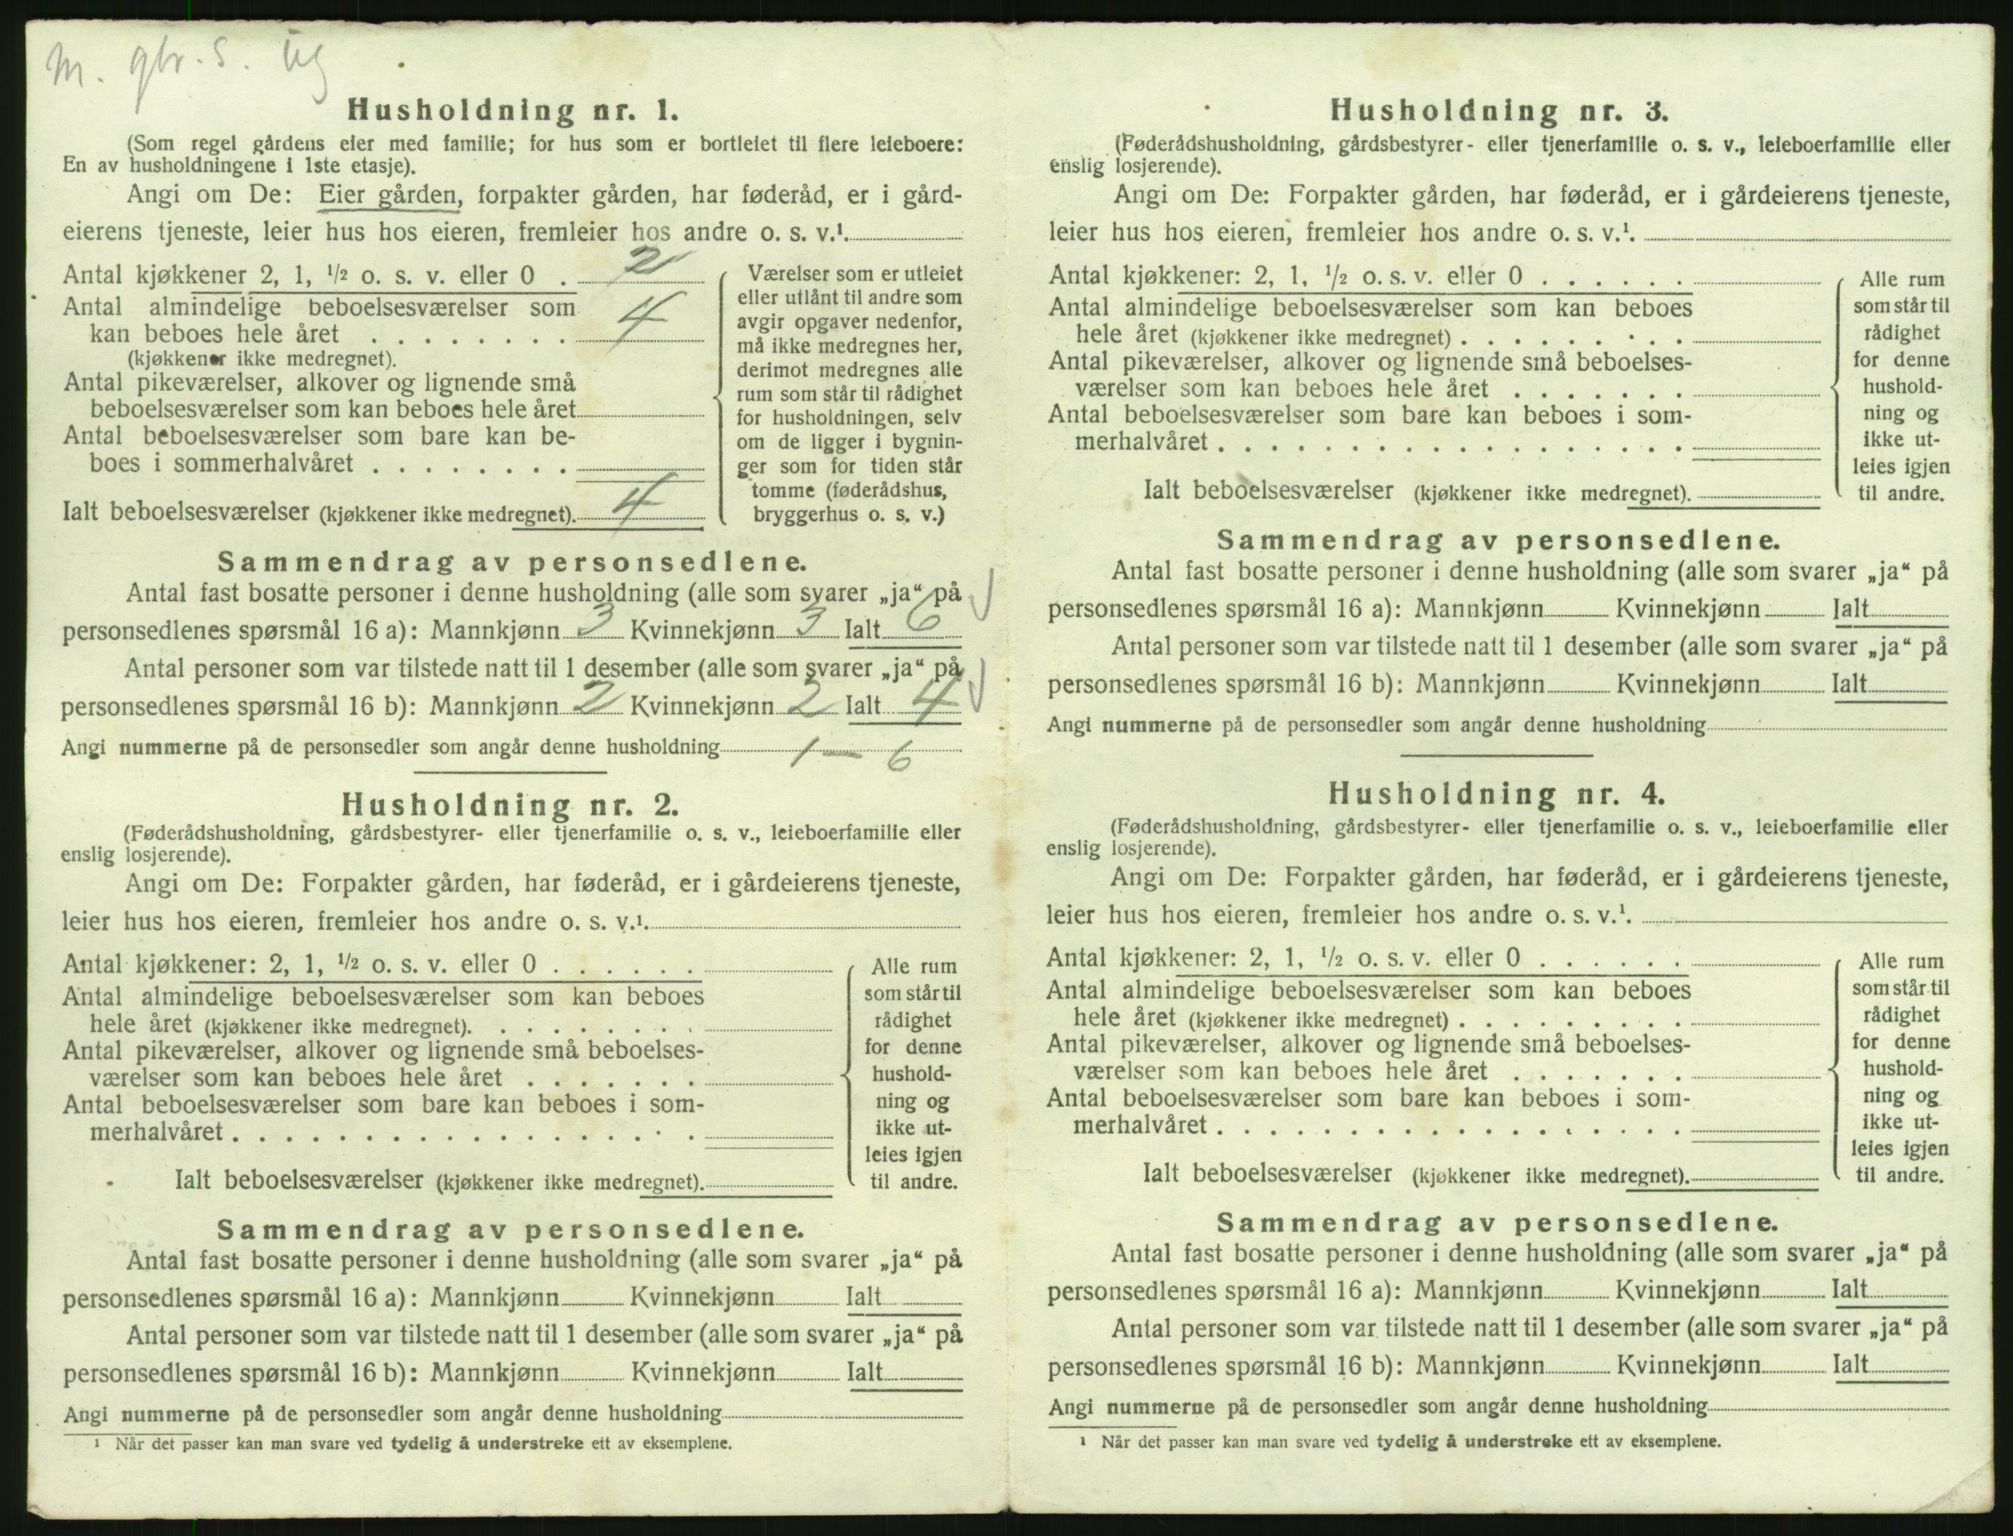 M. gbr. S. ug
Husholdning nr. 1.
(Som regel gårdens eier med familie; for hus som er bortleiet til flere leieboere:
En av husholdningene i 1ste etasje).
Angi om De: Eier gården, forpakter gården, har føderåd, er i gård-
eierens tjeneste, leier hus hos eieren, fremleier hos andre o. s. v.¹.
Antal kjøkkener 2, 1, ½ o. s. v. eller 0 . 2
Antal almindelige beboelsesværelser som
kan beboes hele året . . . . . . . . 4
(kjøkkener ikke medregnet).
Antal pikeværelser, alkover og lignende små
beboelsesværelser som kan beboes hele året
Antal beboelsesværelser som bare kan be-
boes i sommerhalvåret . . . . . . . .
Ialt beboelsesværelser (kjøkkener ikke medregnet). 4
Værelser som er utleiet
eller utlånt til andre som
avgir opgaver nedenfor,
må ikke medregnes her,
derimot medregnes alle
rum som står til rådighet
for husholdningen, selv
om de ligger i bygnin-
ger som for tiden står
tomme (føderådshus,
bryggerhus o. s. v.)
Sammendrag av personsedlene.
Antal fast bosatte personer i denne husholdning (alle som svarer „ja“ på
personsedlenes spørsmål 16 a): Mannkjønn 3 Kvinnekjønn 3 Ialt 6
Antal personer som var tilstede natt til 1 desember (alle som svarer „ja“ på
personsedlenes spørsmål 16 b): Mannkjønn 2 Kvinnekjønn 2 Ialt 4
Angi nummerne på de personsedler som angår denne husholdning 1 — 6
Husholdning nr. 2.
(Føderådshusholdning, gårdsbestyrer- eller tjenerfamilie o. s. v., leieboerfamilie eller
enslig losjerende).
Angi om De: Forpakter gården, har føderåd, er i gårdeierens tjeneste,
leier hus hos eieren, fremleier hos andre o. s. v.¹.
Antal kjøkkener: 2, 1, ½ o. s. v. eller 0 . . . . . .
Antal almindelige beboelsesværelser som kan beboes
hele året (kjøkkener ikke medregnet). . . . . . . . .
Antal pikeværelser, alkover og lignende små beboelses-
værelser som kan beboes hele året . . . . . . .
Antal beboelsesværelser som bare kan beboes i som-
merhalvåret . . . . . . . . . . . . . . . . . .
Ialt beboelsesværelser (kjøkkener ikke medregnet).
Alle rum
som står til
rådighet
for denne
hushold-
ning og
ikke ut-
leies igjen
til andre.
Sammendrag av personsedlene.
Antal fast bosatte personer i denne husholdning (alle som svarer „ja“ på
personsedlenes spørsmål 16 a): Mannkjønn Kvinnekjønn Ialt
Antal personer som var tilstede natt til 1 desember (alle som svarer „ja“ på
personsedlenes spørsmål 16 b): Mannkjønn Kvinnekjønn Ialt
Angi nummerne på de personsedler som angår denne husholdning
¹ Når det passer kan man svare ved tydelig å understreke ett av eksemplene.
Husholdning nr. 3.
(Føderådshusholdning, gårdsbestyrer- eller tjenerfamilie o. s. v., leieboerfamilie eller
enslig losjerende).
Angi om De: Forpakter gården, har føderåd, er i gårdeierens tjeneste,
leier hus hos eieren, fremleier hos andre o. s. v.¹.
Antal kjøkkener: 2, 1, ½ o. s. v. eller 0 . . . . . .
Antal almindelige beboelsesværelser som kan beboes
hele året (kjøkkener ikke medregnet) . . . . . . . .
Antal pikeværelser, alkover og lignende små beboelses-
værelser som kan beboes hele året . . . . . . .
Antal beboelsesværelser som bare kan beboes i som-
merhalvåret . . . . . . . . . . . . . . . . . .
Ialt beboelsesværelser (kjøkkener ikke medregnet).
Alle rum
som står til
rådighet
for denne
hushold-
ning og
ikke ut-
leies igjen
til andre.
Sammendrag av personsedlene.
Antal fast bosatte personer i denne husholdning (alle som svarer „ja“ på
personsedlenes spørsmål 16 a): Mannkjønn Kvinnekjønn Ialt
Antal personer som var tilstede natt til 1 desember (alle som svarer „ja“ på
personsedlenes spørsmål 16 b): Mannkjønn Kvinnekjønn Ialt
Angi nummerne på de personsedler som angår denne husholdning
Husholdning nr. 4.
(Føderådshusholdning, gårdsbestyrer- eller tjenerfamilie o. s. v., leieboerfamilie eller
enslig losjerende).
Angi om De: Forpakter gården, har føderåd, er i gårdeierens tjeneste,
leier hus hos eieren, fremleier hos andre o. s. v.¹.
Antal kjøkkener: 2, 1, ½ o. s. v. eller 0 . . . . . .
Antal almindelige beboelsesværelser som kan beboes
hele året (kjøkkener ikke medregnet) . . . . . . . .
Antal pikeværelser, alkover og lignende små beboelses-
værelser som kan beboes hele året . . . . . . .
Antal beboelsesværelser som bare kan beboes i som-
merhalvåret . . . . . . . . . . . . . . . . . .
Ialt beboelsesværelser (kjøkkener ikke medregnet).
Alle rum
som står til
rådighet
for denne
hushold-
ning og
ikke ut-
leies igjen
til andre.
Sammendrag av personsedlene.
Antal fast bosatte personer i denne husholdning (alle som svarer „ja“ på
personsedlenes spørsmål 16 a): Mannkjønn Kvinnekjønn Ialt
Antal personer som var tilstede natt til 1 desember (alle som svarer „ja“ på
personsedlenes spørsmål 16 b): Mannkjønn Kvinnekjønn Ialt
Angi nummerne på de personsedler som angår denne husholdning
¹ Når det passer kan man svare ved tydelig å understreke ett av eksemplene.